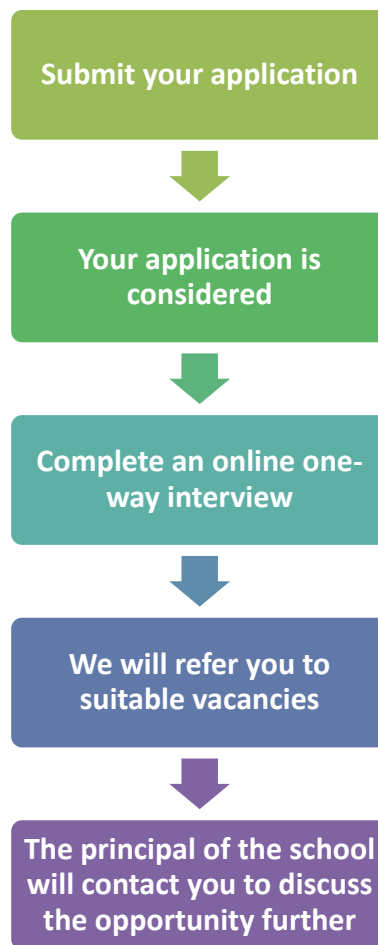 Submit your application
Your application is
considered
Complete an online one-
way interview
We will refer you to
suitable vacancies
The principal of the school
will contact you to discuss
the opportunity further